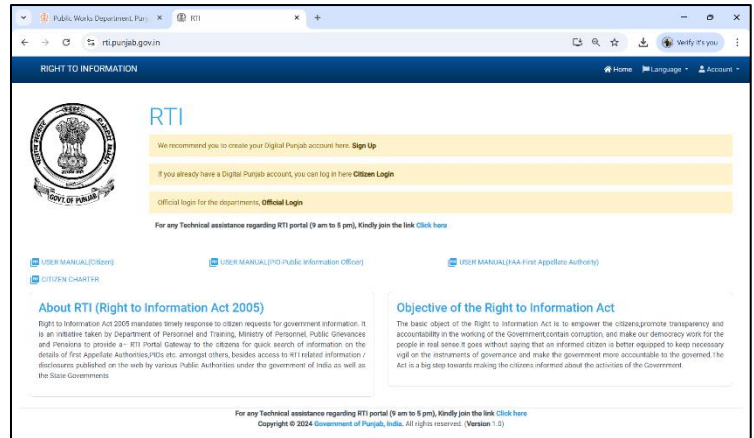 Public Works Department, Punj
RTI
rti.punjab.gov.in
Verify it's you
RIGHT TO INFORMATION
Home
Language
Account
RTI
We recommend you to create your Digital Punjab account here. Sign Up
If you already have a Digital Punjab account, you can log in here Citizen Login
Official login for the departments, Official Login
GOVT. OF PUNJAB
For any Technical assistance regarding RTI portal (9 am to 5 pm), Kindly join the link Click here
USER MANUAL(Citizen)
USER MANUAL(PIO-Public Information Officer)
USER MANUAL(FAA-First Appellate Authority)
CITIZEN CHARTER
About RTI (Right to Information Act 2005)
Right to Information Act 2005 mandates timely response to citizen requests for government information. It
is an initiative taken by Department of Personnel and Training, Ministry of Personnel, Public Grievances
and Pensions to provide a– RTI Portal Gateway to the citizens for quick search of information on the
details of first Appellate Authorities,PIOs etc. amongst others, besides access to RTI related information /
disclosures published on the web by various Public Authorities under the government of India as well as
the State Governments
Objective of the Right to Information Act
The basic object of the Right to Information Act is to empower the citizens,promote transparency and
accountability in the working of the Government,contain corruption, and make our democracy work for the
people in real sense.It goes without saying that an informed citizen is better equipped to keep necessary
vigil on the instruments of governance and make the government more accountable to the governed.The
Act is a big step towards making the citizens informed about the activities of the Government.
For any Technical assistance regarding RTI portal (9 am to 5 pm), Kindly join the link Click here
Copyright © 2024 Government of Punjab, India. All rights reserved. (Version 1.0)